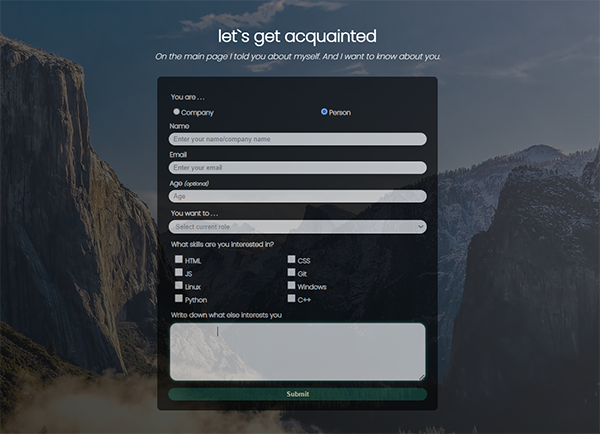 let`s get acquainted
On the main page I told you about myself. And I want to know about you.
You are . . .
Company Person
Name
Enter your name/company name
Email
Enter your email
Age (optional)
Age
You want to . . .
Select current role
What skills are you interested in?
HTML CSS
JS Git
Linux Windows
Python C++
Write down what else interests you
Submit